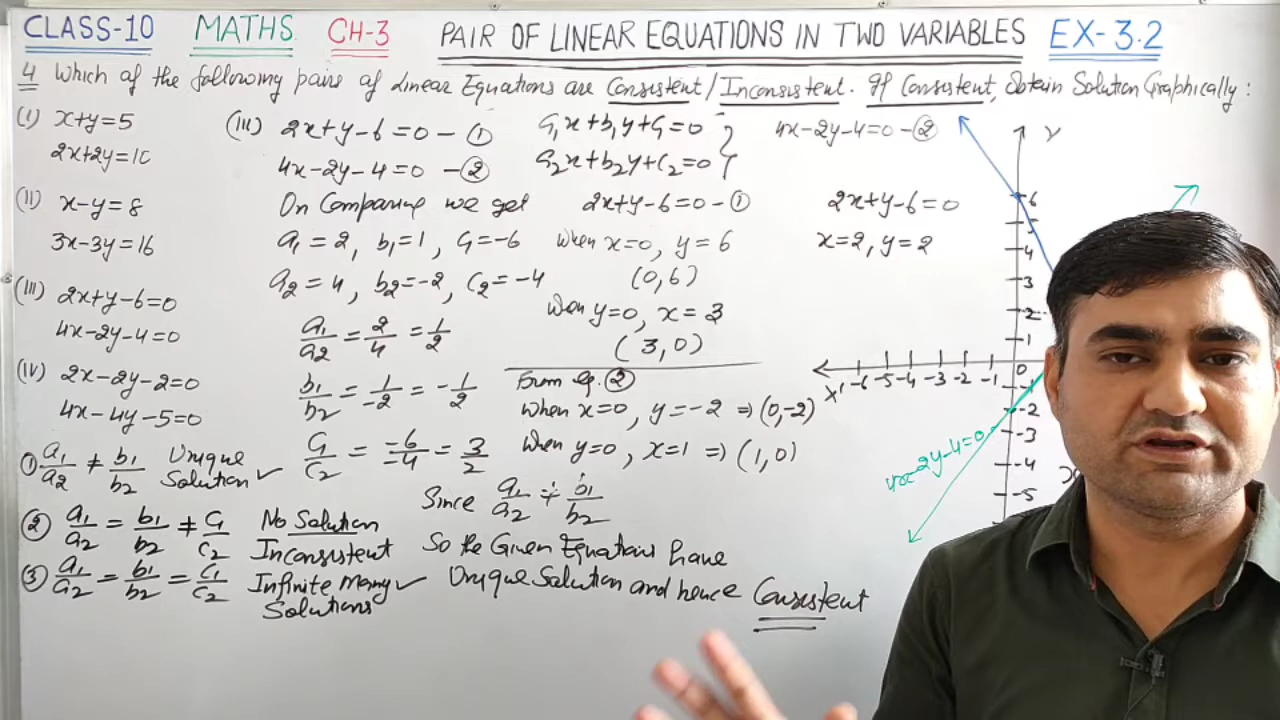 CLASS-10 MATHS CH-3 PAIR OF LINEAR EQUATIONS IN TWO VARIABLES EX-3.2
4 Which of the following pairs of Linear Equations are Consistent/Inconsistent. If Consistent, Obtain Solution Graphically:
(i) x+y=5
2x+2y=10
(ii) x-y=8
3x-3y=16
(iii) 2x+y-6=0
4x-2y-4=0
(iv) 2x-2y-2=0
4x-4y-5=0
① a₁/a₂ ≠ b₁/b₂ Unique Solution ✓
② a₁/a₂ = b₁/b₂ ≠ c₁/c₂ No Solution Inconsistent
③ a₁/a₂ = b₁/b₂ = c₁/c₂ Infinite Many Solutions ✓
(iii) 2x+y-6=0 - ①
4x-2y-4=0 - ②
On Comparing we get
a₁=2, b₁=1, c₁=-6
a₂=4, b₂=-2, c₂=-4
a₁/a₂ = 2/4 = 1/2
b₁/b₂ = 1/-2 = -1/2
c₁/c₂ = -6/-4 = 3/2
Since a₁/a₂ ≠ b₁/b₂
So the Given Equations have
Unique Solution and hence Consistent
a₁x+b₁y+c₁=0
a₂x+b₂y+c₂=0
2x+y-6=0 - ①
when x=0, y=6
(0,6)
When y=0, x=3
(3,0)
From eq. ②
when x=0, y=-2 ⇒ (0,-2)
when y=0, x=1 ⇒ (1,0)
4x-2y-4=0 - ②
2x+y-6=0
x=2, y=2
Y
6
5
4
3
2
1
X' -6 -5 -4 -3 -2 -1 0
-1
-2
-3
-4
-5
4x-2y-4=0